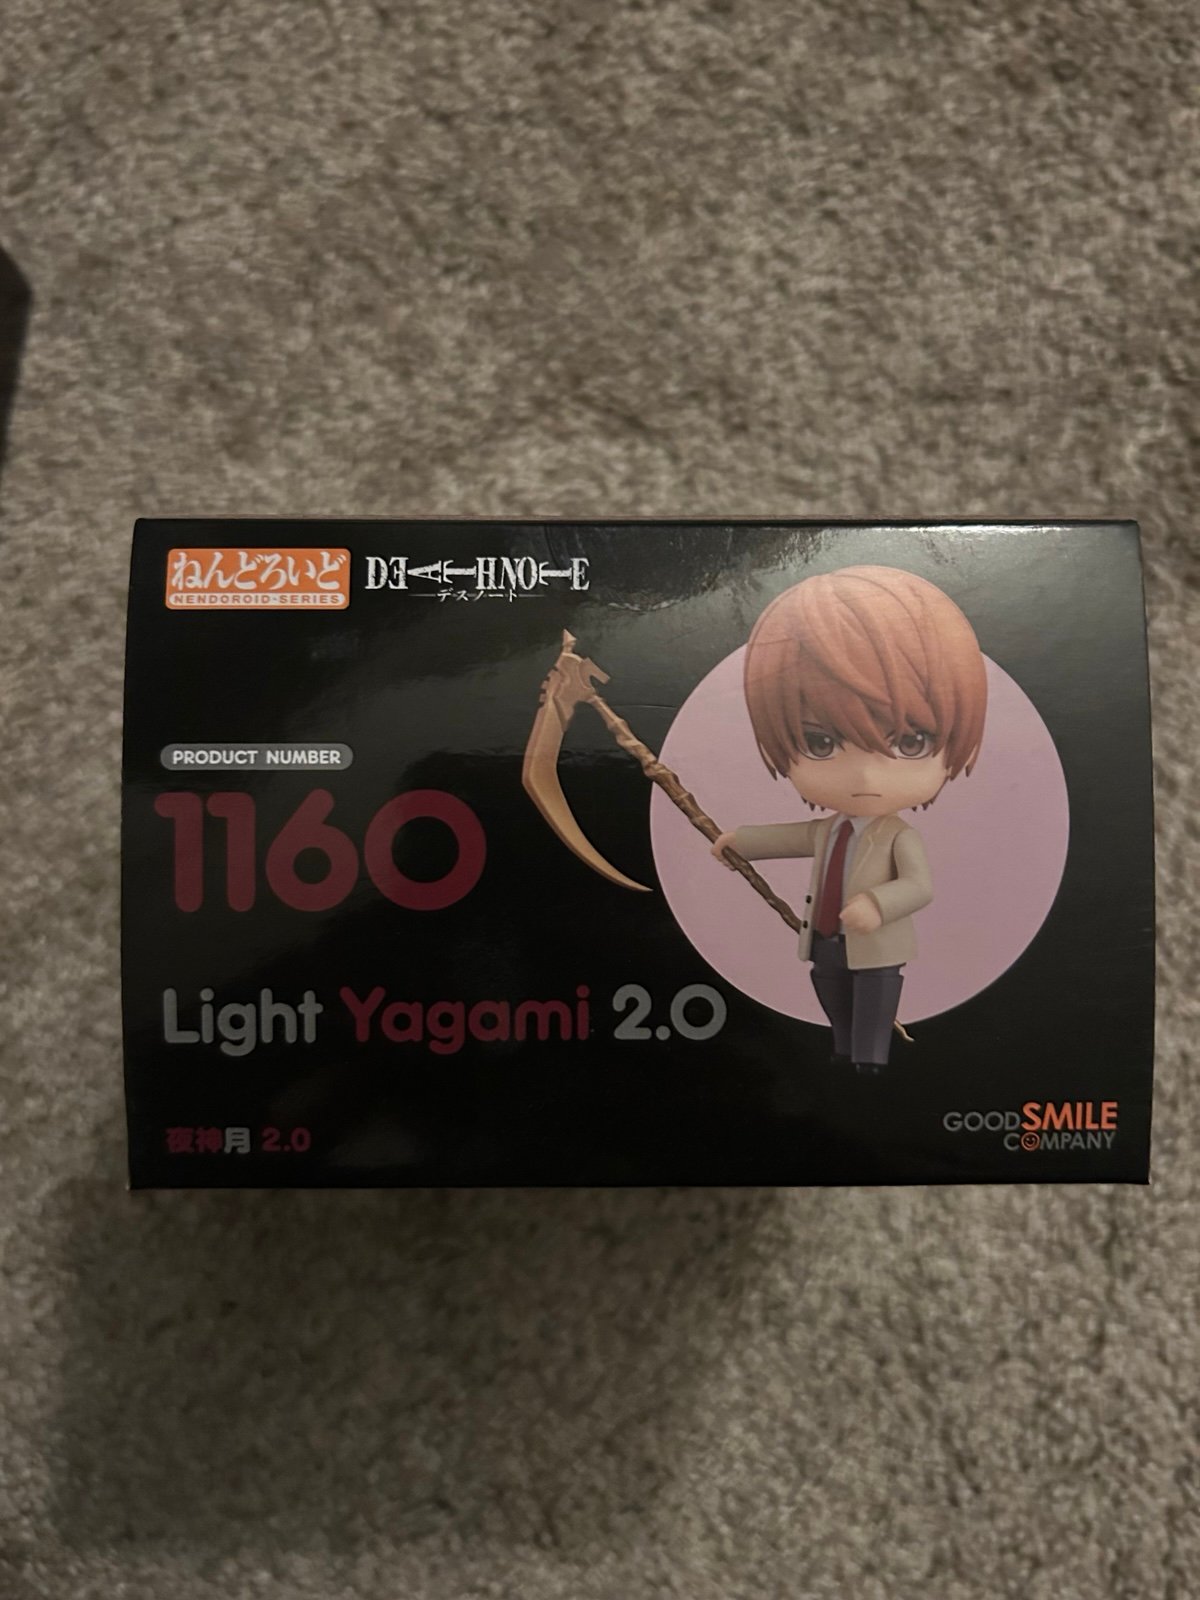 ねんどろいど
NENDOROID-SERIES
DEATH NOTE
デスノート
PRODUCT NUMBER
1160
Light Yagami 2.0
夜神月 2.0
GOOD SMILE
COMPANY